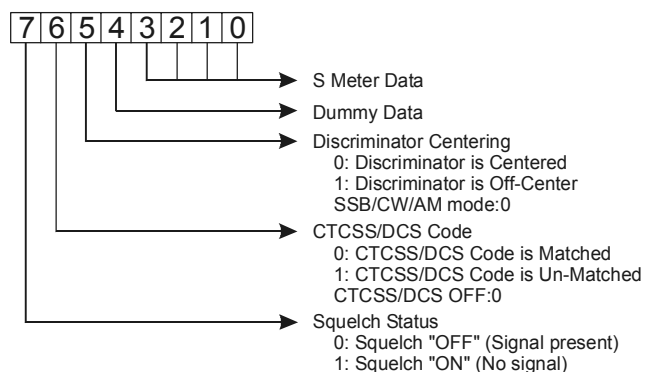 7 6 5 4 3 2 1 0
S Meter Data
Dummy Data
Discriminator Centering
0: Discriminator is Centered
1: Discriminator is Off-Center
SSB/CW/AM mode:0
CTCSS/DCS Code
0: CTCSS/DCS Code is Matched
1: CTCSS/DCS Code is Un-Matched
CTCSS/DCS OFF:0
Squelch Status
0: Squelch "OFF" (Signal present)
1: Squelch "ON" (No signal)